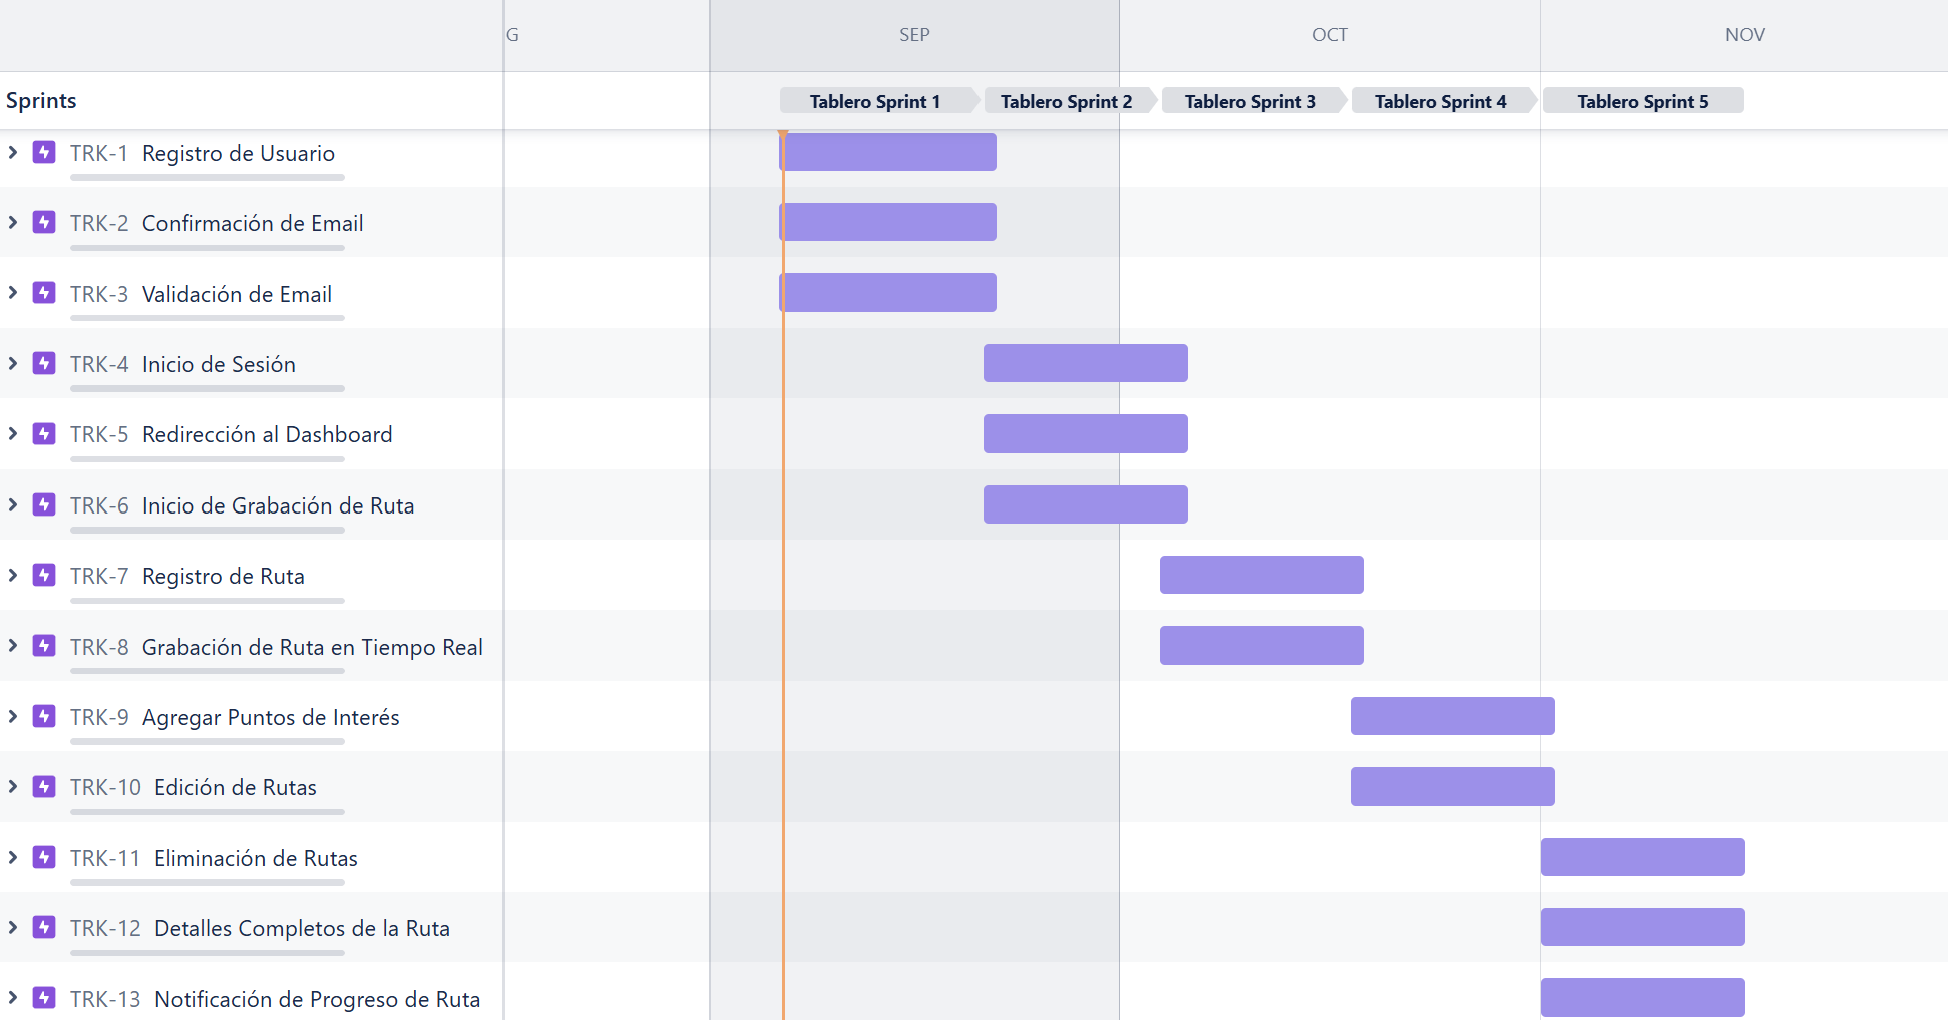 G SEP OCT NOV
Sprints Tablero Sprint 1 Tablero Sprint 2 Tablero Sprint 3 Tablero Sprint 4 Tablero Sprint 5
TRK-1 Registro de Usuario
TRK-2 Confirmación de Email
TRK-3 Validación de Email
TRK-4 Inicio de Sesión
TRK-5 Redirección al Dashboard
TRK-6 Inicio de Grabación de Ruta
TRK-7 Registro de Ruta
TRK-8 Grabación de Ruta en Tiempo Real
TRK-9 Agregar Puntos de Interés
TRK-10 Edición de Rutas
TRK-11 Eliminación de Rutas
TRK-12 Detalles Completos de la Ruta
TRK-13 Notificación de Progreso de Ruta